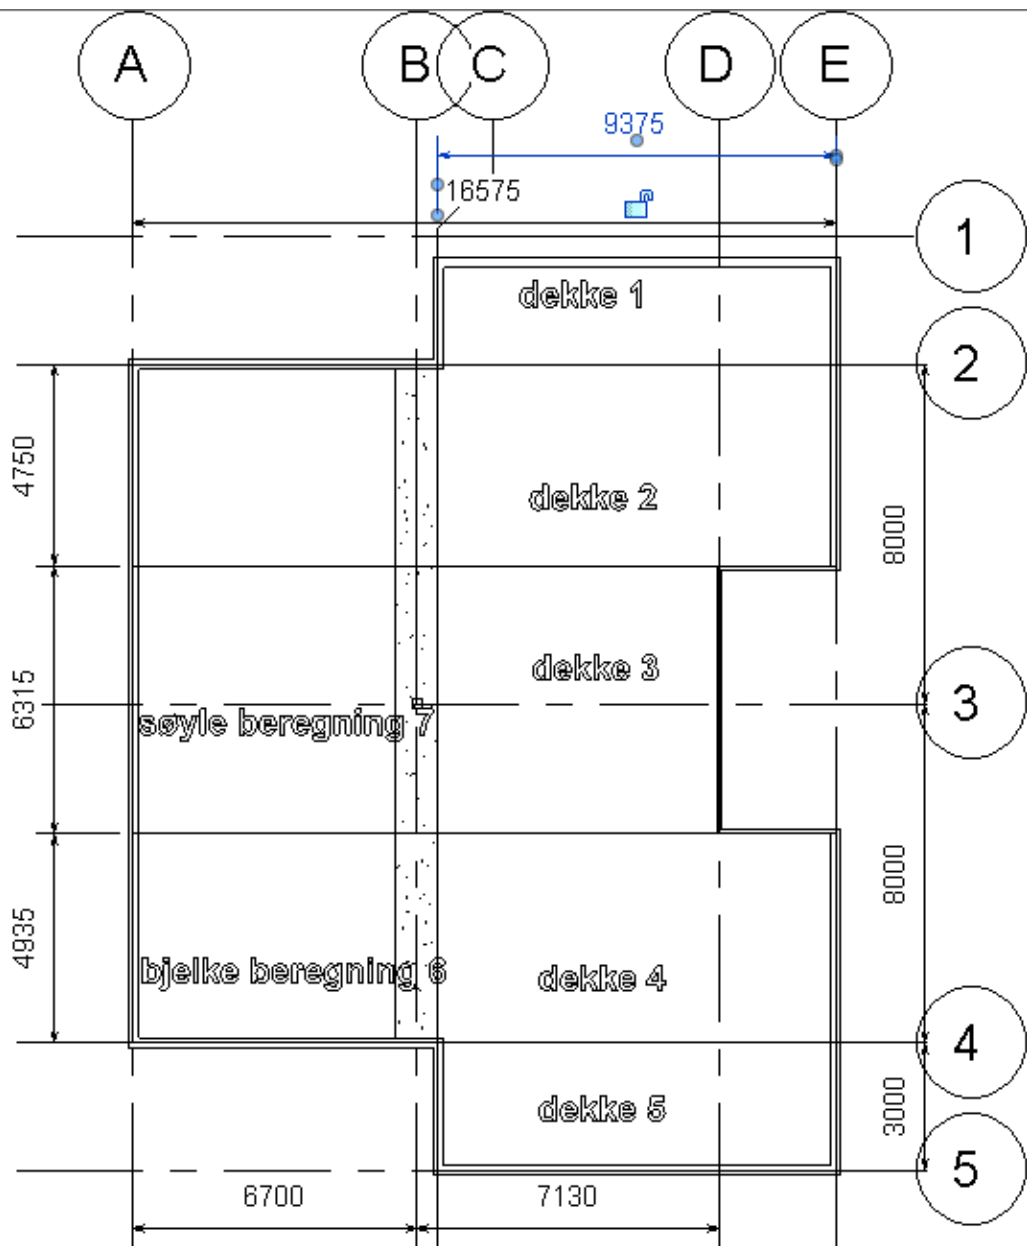 A B C D E
9375
16575
1
dekke 1
2
4750
dekke 2
8000
dekke 3
6315
3
søyle beregning 7
8000
4935
bjelke beregning 6
dekke 4
4
dekke 5
3000
5
6700
7130